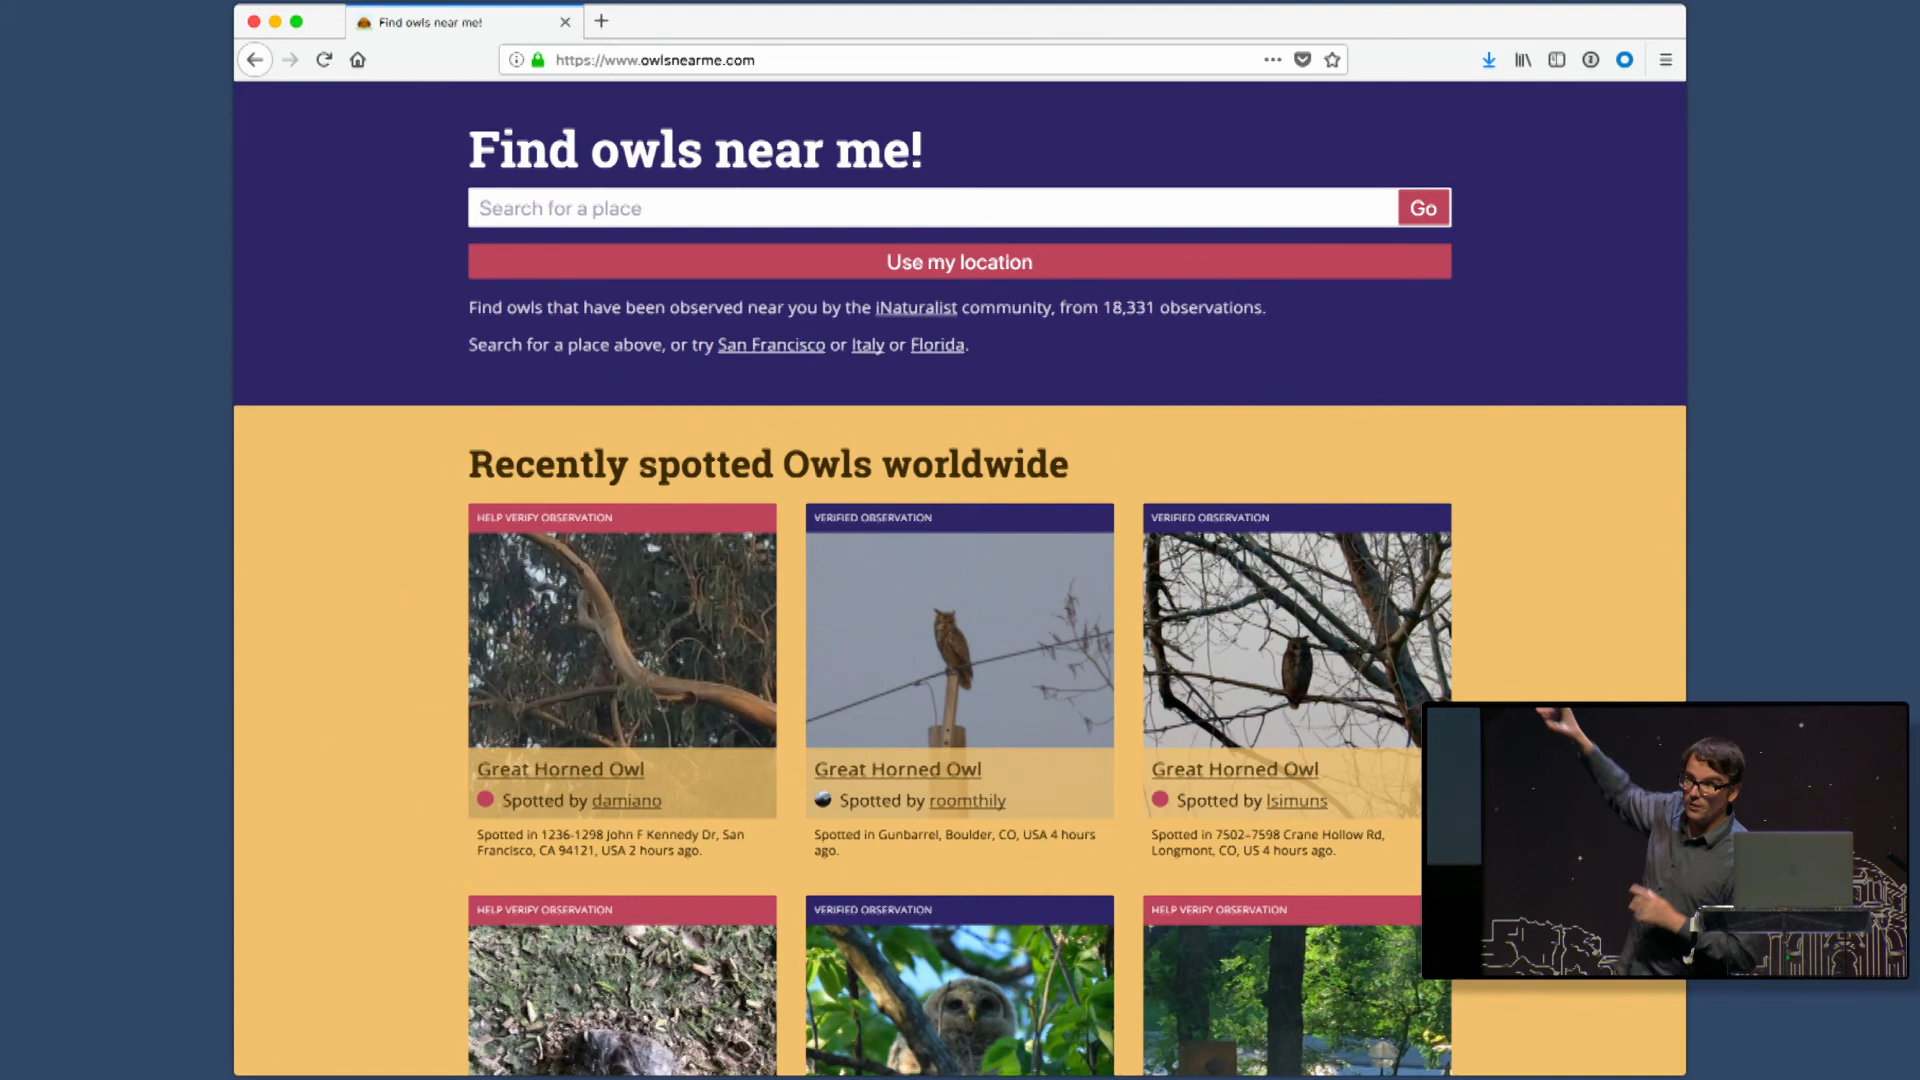 Find owls near me!
https://www.owlsnearme.com
Find owls near me!
Search for a place
Go
Use my location
Find owls that have been observed near you by the iNaturalist community, from 18,331 observations.
Search for a place above, or try San Francisco or Italy or Florida.
Recently spotted Owls worldwide
HELP VERIFY OBSERVATION
Great Horned Owl
Spotted by damiano
Spotted in 1236-1298 John F Kennedy Dr, San
Francisco, CA 94121, USA 2 hours ago.
VERIFIED OBSERVATION
Great Horned Owl
Spotted by roomthily
Spotted in Gunbarrel, Boulder, CO, USA 4 hours
ago.
VERIFIED OBSERVATION
Great Horned Owl
Spotted by lsimuns
Spotted in 7502–7598 Crane Hollow Rd,
Longmont, CO, US 4 hours ago.
HELP VERIFY OBSERVATION
VERIFIED OBSERVATION
HELP VERIFY OBSERVATION